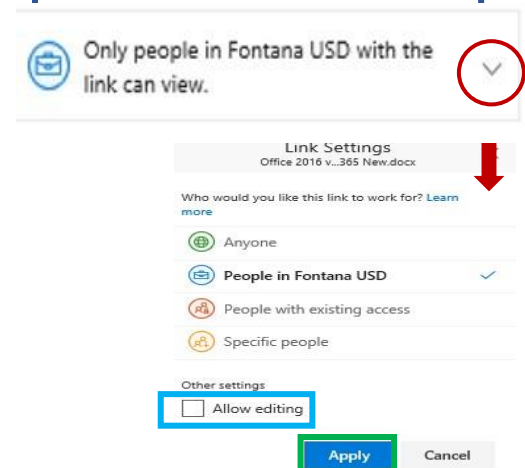 Only people in Fontana USD with the
link can view.
Link Settings
Office 2016 v...365 New.docx
Who would you like this link to work for? Learn
more
Anyone
People in Fontana USD
People with existing access
Specific people
Other settings
Allow editing
Apply Cancel